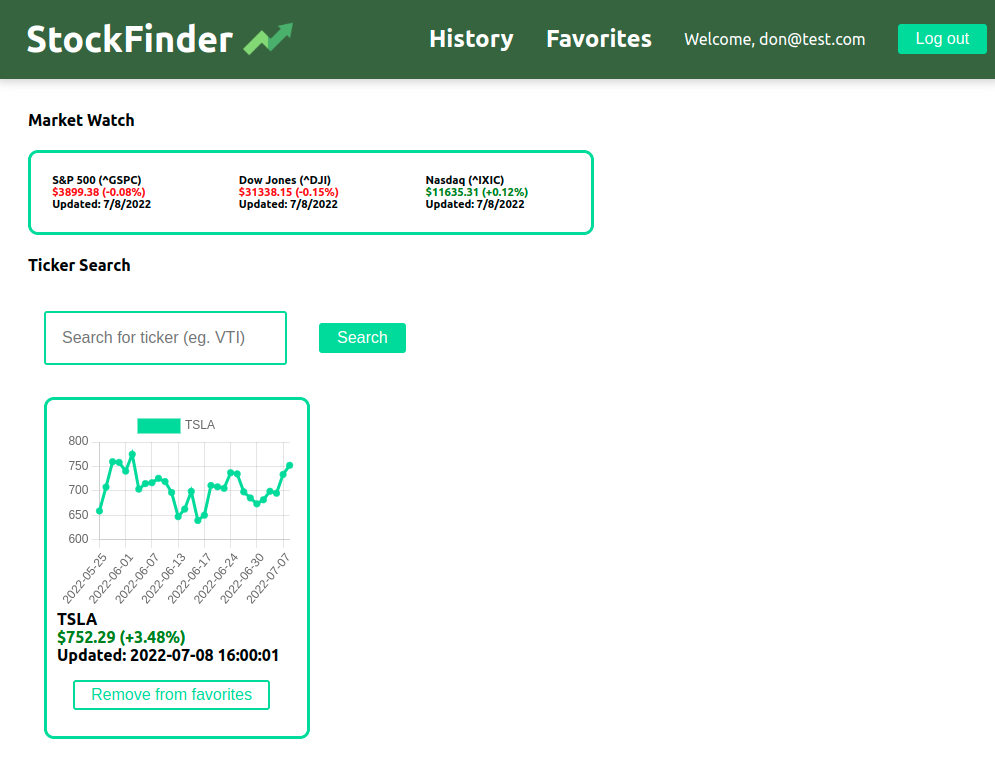 StockFinder
History
Favorites
Welcome, don@test.com
Log out
Market Watch
S&P 500 (^GSPC)
$3899.38 (-0.08%)
Updated: 7/8/2022
Dow Jones (^DJI)
$31338.15 (-0.15%)
Updated: 7/8/2022
Nasdaq (^IXIC)
$11635.31 (+0.12%)
Updated: 7/8/2022
Ticker Search
Search for ticker (eg. VTI)
Search
TSLA
800
750
700
650
600
2022-05-25
2022-06-01
2022-06-07
2022-06-13
2022-06-17
2022-06-24
2022-06-30
2022-07-07
TSLA
$752.29 (+3.48%)
Updated: 2022-07-08 16:00:01
Remove from favorites